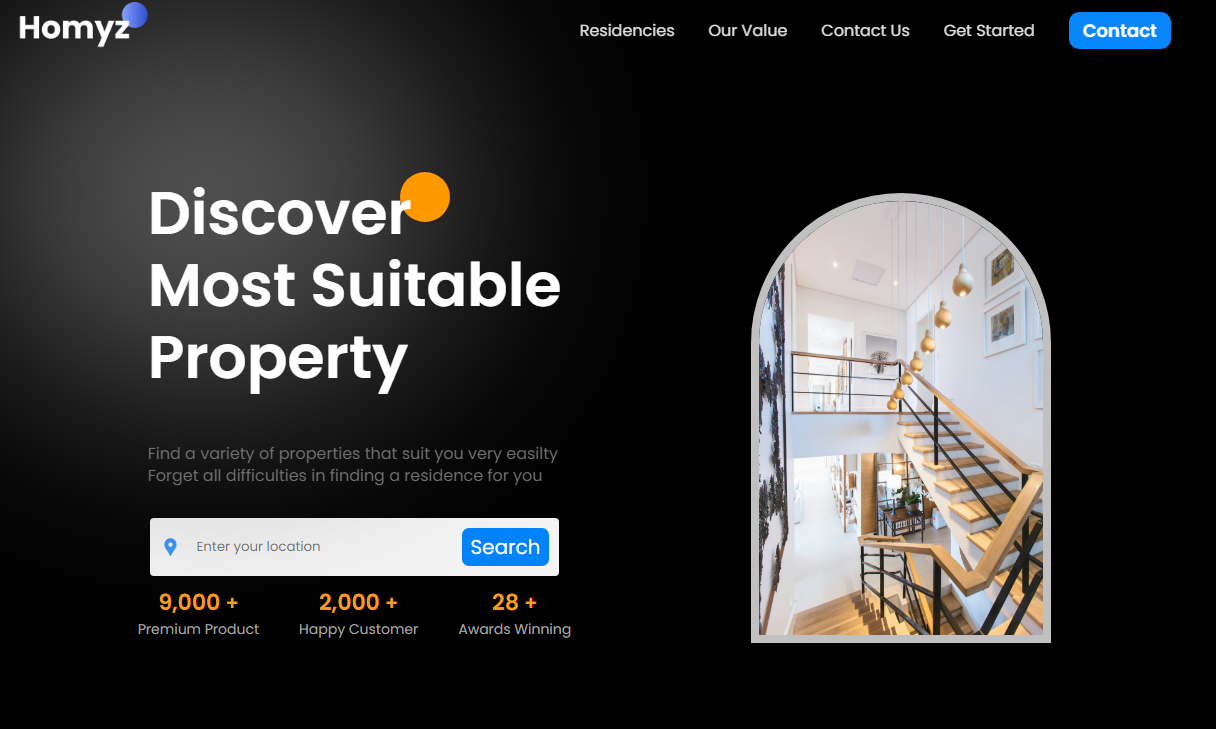 Homyz
Residencies Our Value Contact Us Get Started Contact
Discover
Most Suitable
Property
Find a variety of properties that suit you very easilty
Forget all difficulties in finding a residence for you
Enter your location Search
9,000 + 2,000 + 28 +
Premium Product Happy Customer Awards Winning